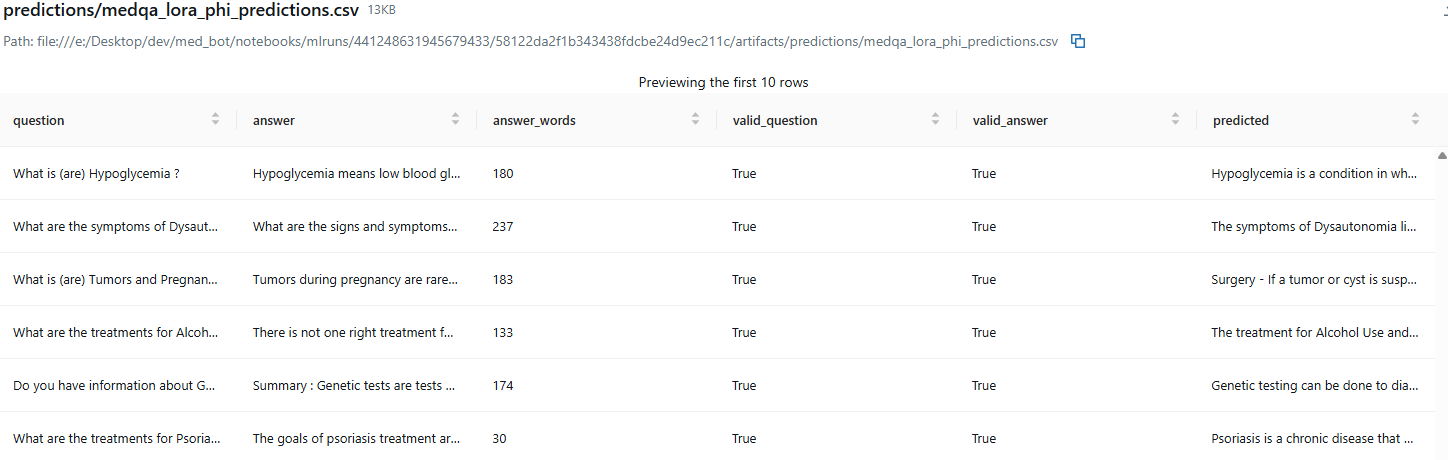 predictions/medqa_lora_phi_predictions.csv 13KB
Path: file:///e:/Desktop/dev/med_bot/notebooks/mlruns/441248631945679433/58122da2f1b343438fdcbe24d9ec211c/artifacts/predictions/medqa_lora_phi_predictions.csv
Previewing the first 10 rows
question answer answer_words valid_question valid_answer predicted
What is (are) Hypoglycemia ? Hypoglycemia means low blood gl... 180 True True Hypoglycemia is a condition in wh...
What are the symptoms of Dysaut... What are the signs and symptoms... 237 True True The symptoms of Dysautonomia li...
What is (are) Tumors and Pregnan... Tumors during pregnancy are rare... 183 True True Surgery - If a tumor or cyst is susp...
What are the treatments for Alcoh... There is not one right treatment f... 133 True True The treatment for Alcohol Use and...
Do you have information about G... Summary : Genetic tests are tests ... 174 True True Genetic testing can be done to dia...
What are the treatments for Psoria... The goals of psoriasis treatment ar... 30 True True Psoriasis is a chronic disease that ...